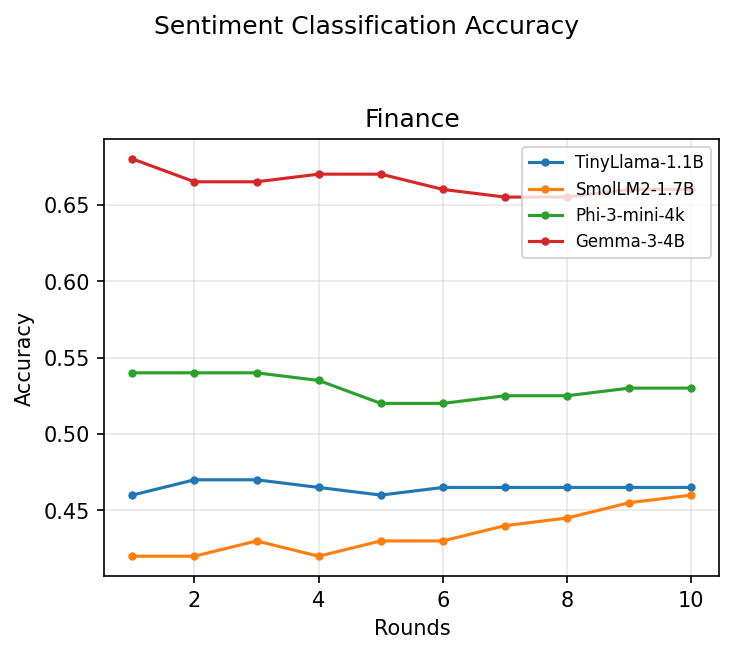 Sentiment Classification Accuracy
Finance
TinyLlama-1.1B
SmolLM2-1.7B
Phi-3-mini-4k
Gemma-3-4B
Accuracy
0.65
0.60
0.55
0.50
0.45
2 4 6 8 10
Rounds